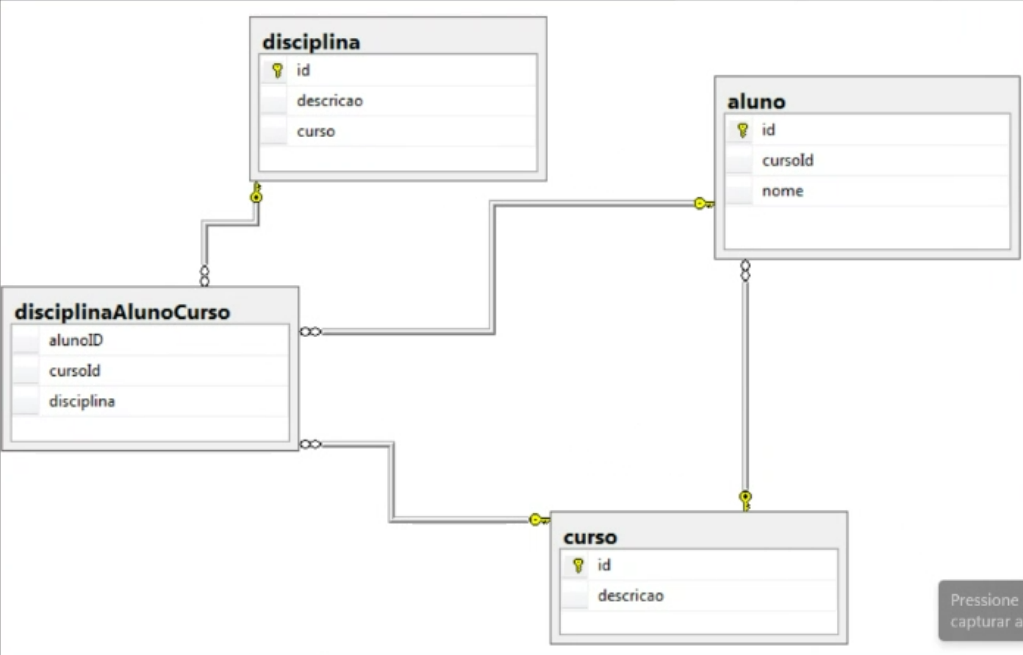 disciplina
id
descricao
curso
aluno
id
cursoId
nome
disciplinaAlunoCurso
alunoID
cursoId
disciplina
curso
id
descricao
Pressione
capturar a